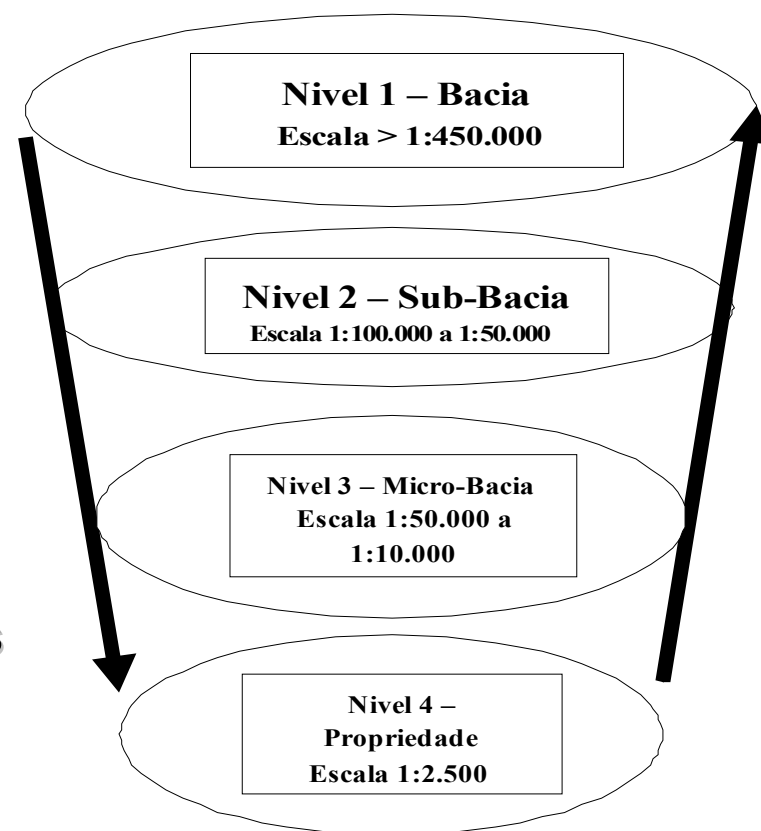 Nivel 1 – Bacia
Escala > 1:450.000
Nivel 2 – Sub-Bacia
Escala 1:100.000 a 1:50.000
Nivel 3 – Micro-Bacia
Escala 1:50.000 a
1:10.000
Nivel 4 –
Propriedade
Escala 1:2.500